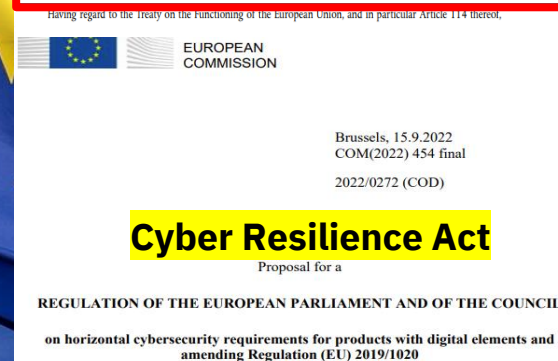 Having regard to the Treaty on the Functioning of the European Union, and in particular Article 114 thereof,
EUROPEAN
COMMISSION
Brussels, 15.9.2022
COM(2022) 454 final
2022/0272 (COD)
Cyber Resilience Act
Proposal for a
REGULATION OF THE EUROPEAN PARLIAMENT AND OF THE COUNCIL
on horizontal cybersecurity requirements for products with digital elements and
amending Regulation (EU) 2019/1020